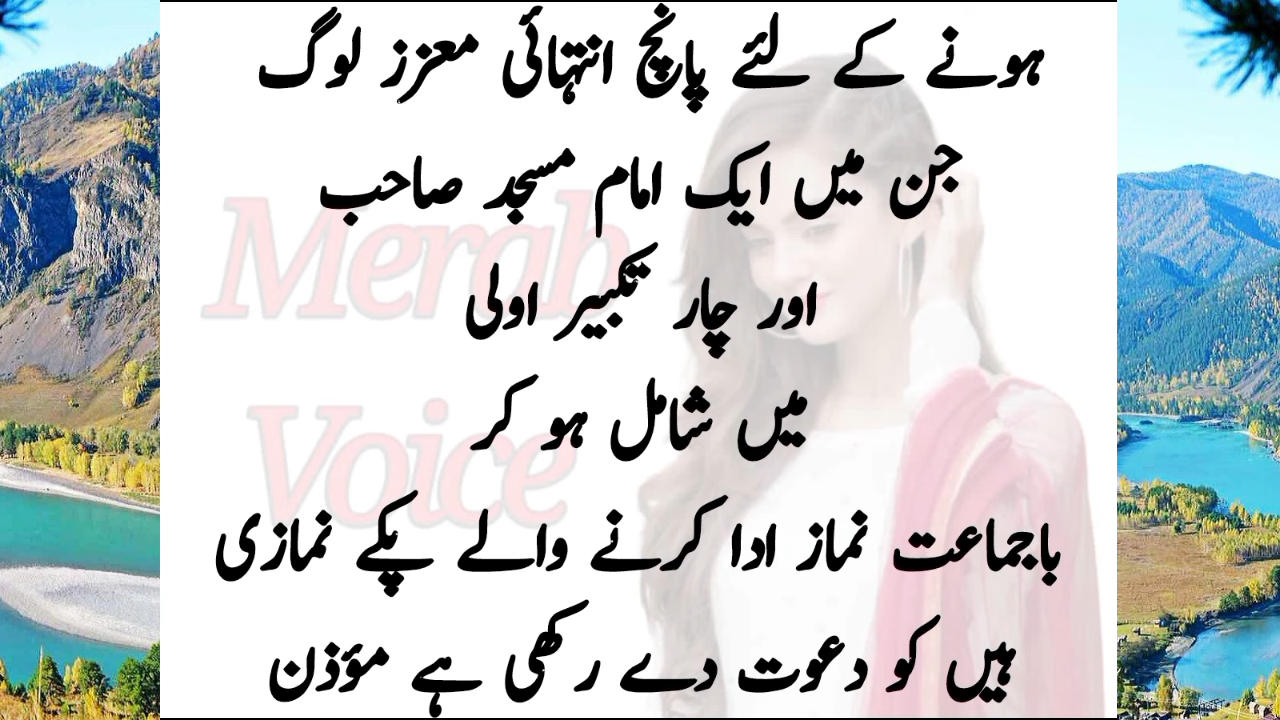 ہونے کے لئے پانچ انتہائی معزز لوگ
جن میں ایک امام مسجد صاحب
اور چار تکبیر اولی
میں شامل ہو کر
باجماعت نماز ادا کرنے والے پکے نمازی
ہیں کو دعوت دے رکھی ہے مؤذن
Merab
Voice